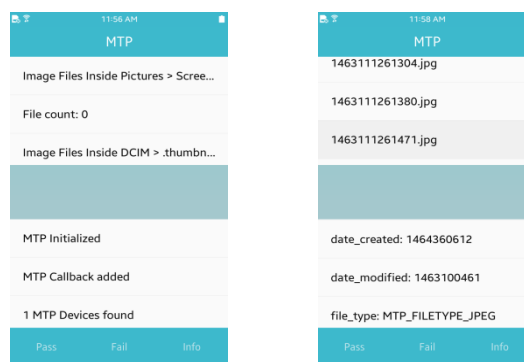 11:56 AM
MTP
Image Files Inside Pictures > Scree...
File count: 0
Image Files Inside DCIM > .thumbn...
MTP Initialized
MTP Callback added
1 MTP Devices found
Pass
Fail
Info
11:58 AM
MTP
1463111261304.jpg
1463111261380.jpg
1463111261471.jpg
date_created: 1464360612
date_modified: 1463100461
file_type: MTP_FILETYPE_JPEG
Pass
Fail
Info